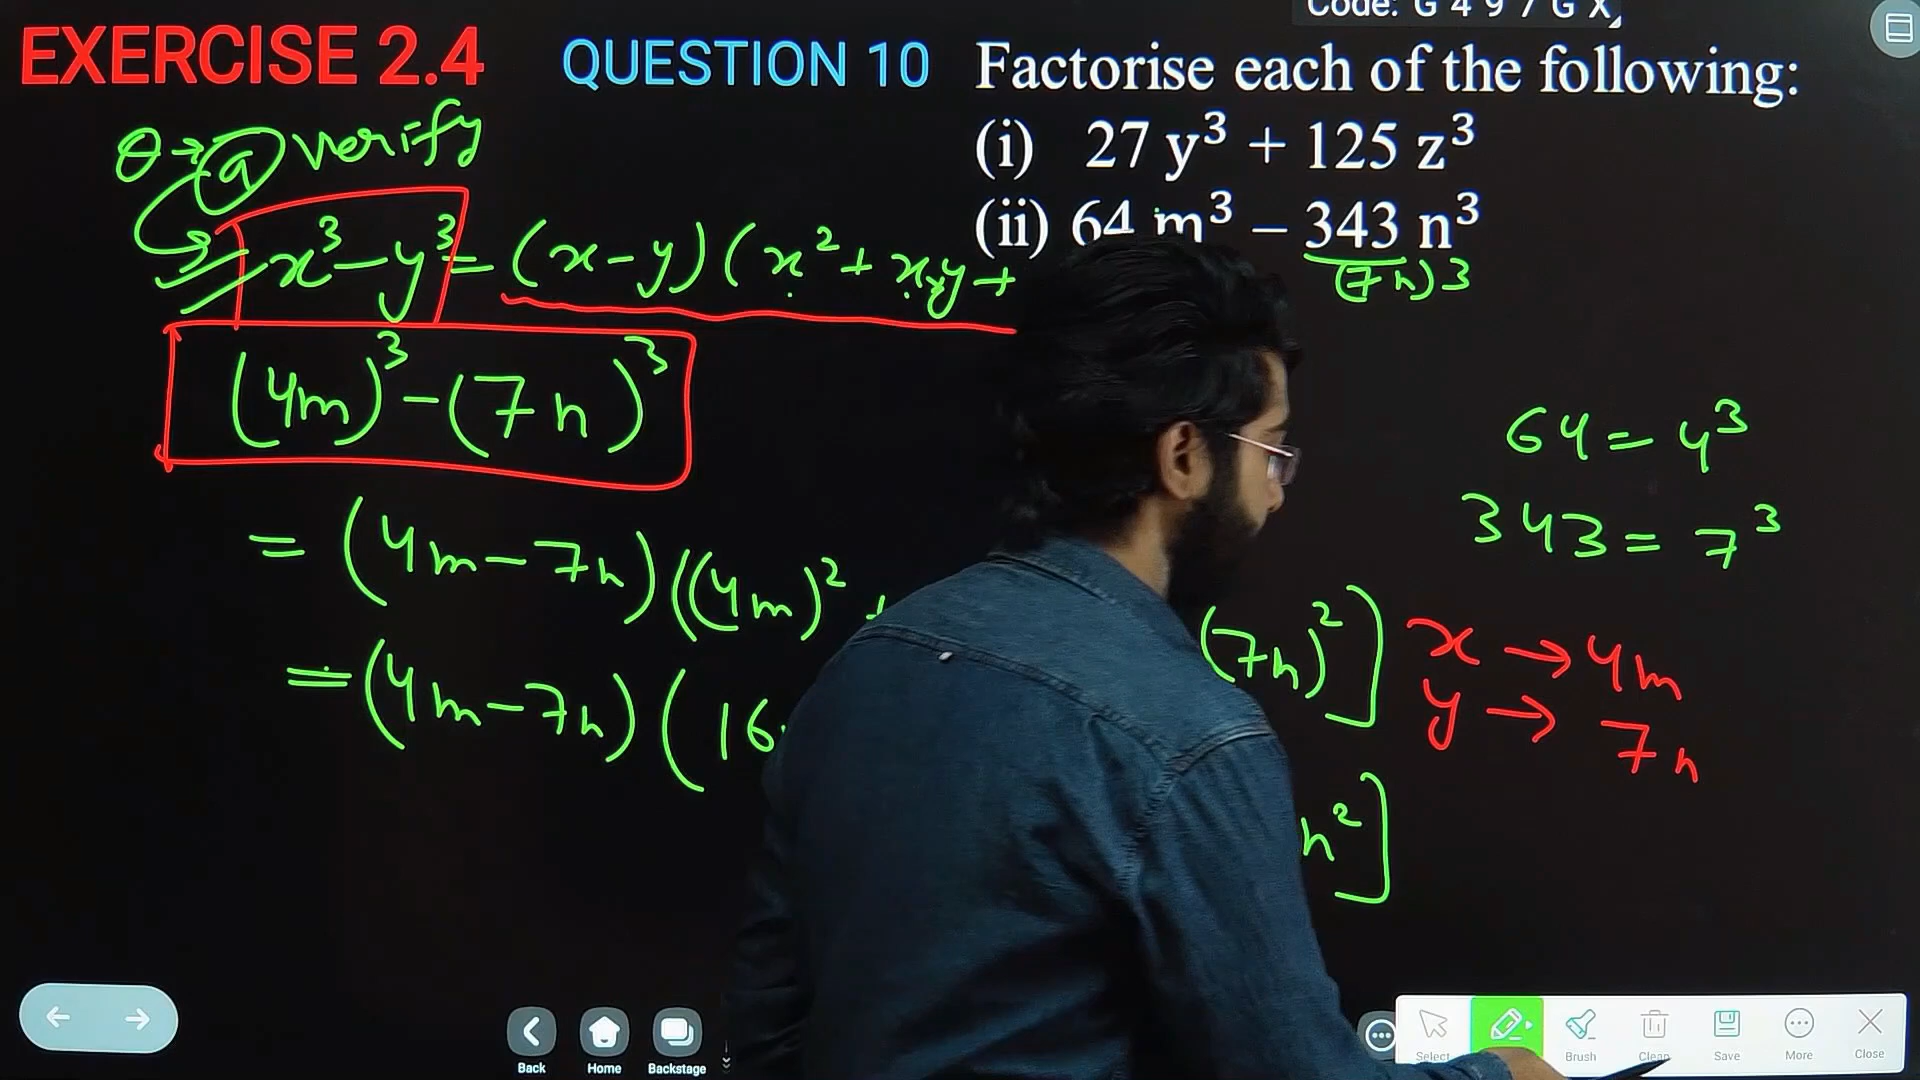 Code: G 4 9 7 G X
EXERCISE 2.4 QUESTION 10 Factorise each of the following:
(i) 27 y³ + 125 z³
(ii) 64 m³ – 343 n³
(7n)³
θ → a verify
x³ – y³ = (x–y)(x² + xy +
(4m)³ – (7n)³
64 = 4³
343 = 7³
= (4m – 7n)((4m)² + (7n)²]
= (4m – 7n)(16
n²]
x → 4m
y → 7n
Back Home Backstage
Select Brush Clean Save More Close